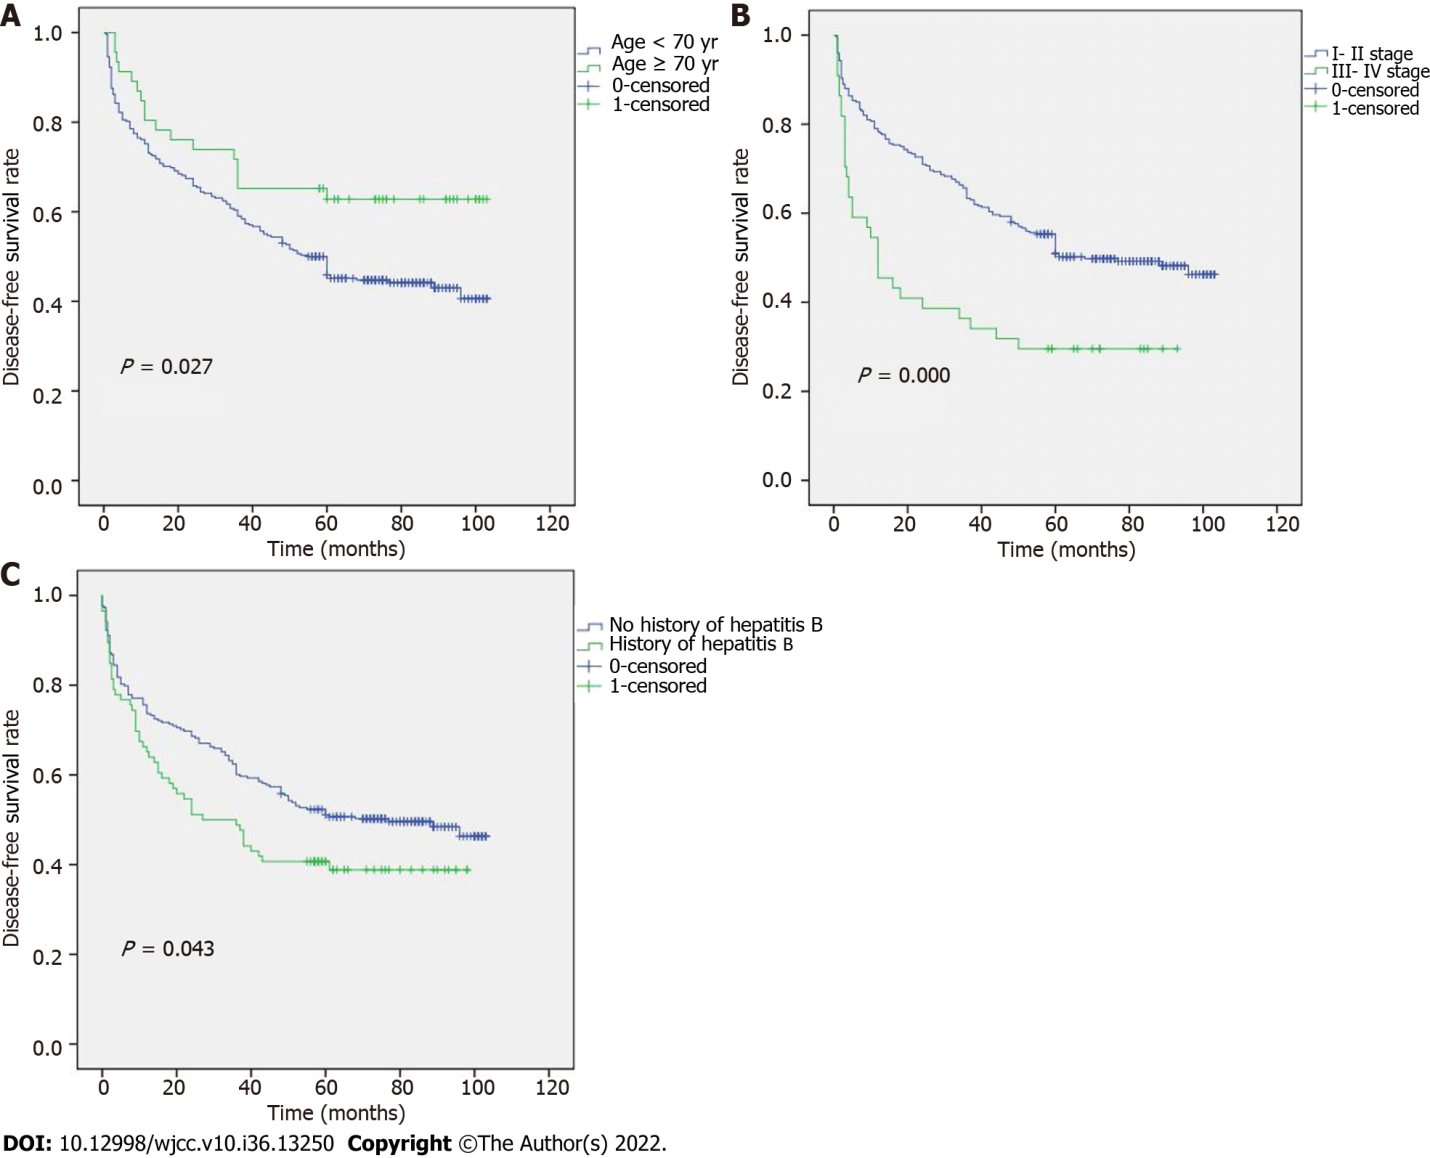 A
Disease-free survival rate
1.0
0.8
0.6
0.4
0.2
0.0
P = 0.027
0 20 40 60 80 100 120
Time (months)
Age < 70 yr
Age ≥ 70 yr
0-censored
1-censored
B
Disease-free survival rate
1.0
0.8
0.6
0.4
0.2
0.0
P = 0.000
0 20 40 60 80 100 120
Time (months)
I- II stage
III- IV stage
0-censored
1-censored
C
Disease-free survival rate
1.0
0.8
0.6
0.4
0.2
0.0
P = 0.043
0 20 40 60 80 100 120
Time (months)
No history of hepatitis B
History of hepatitis B
0-censored
1-censored
DOI: 10.12998/wjcc.v10.i36.13250 Copyright ©The Author(s) 2022.